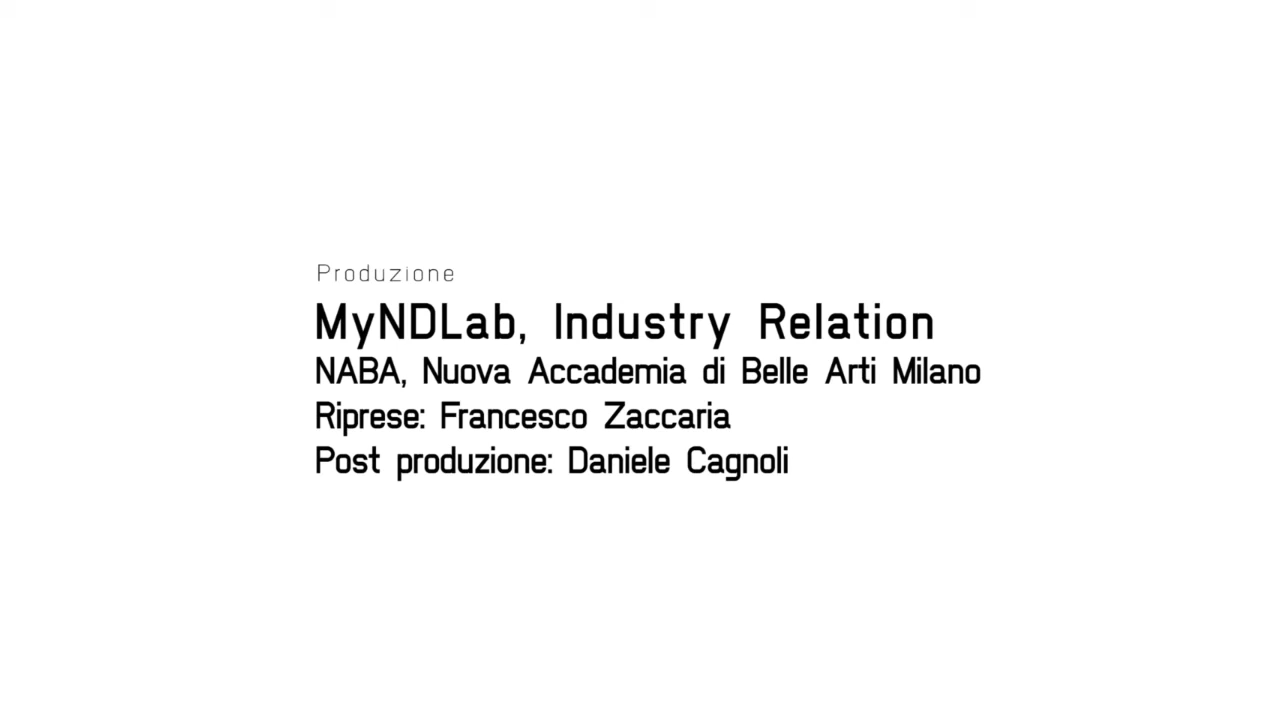 Produzione
MyNDLab, Industry Relation
NABA, Nuova Accademia di Belle Arti Milano
Riprese: Francesco Zaccaria
Post produzione: Daniele Cagnoli